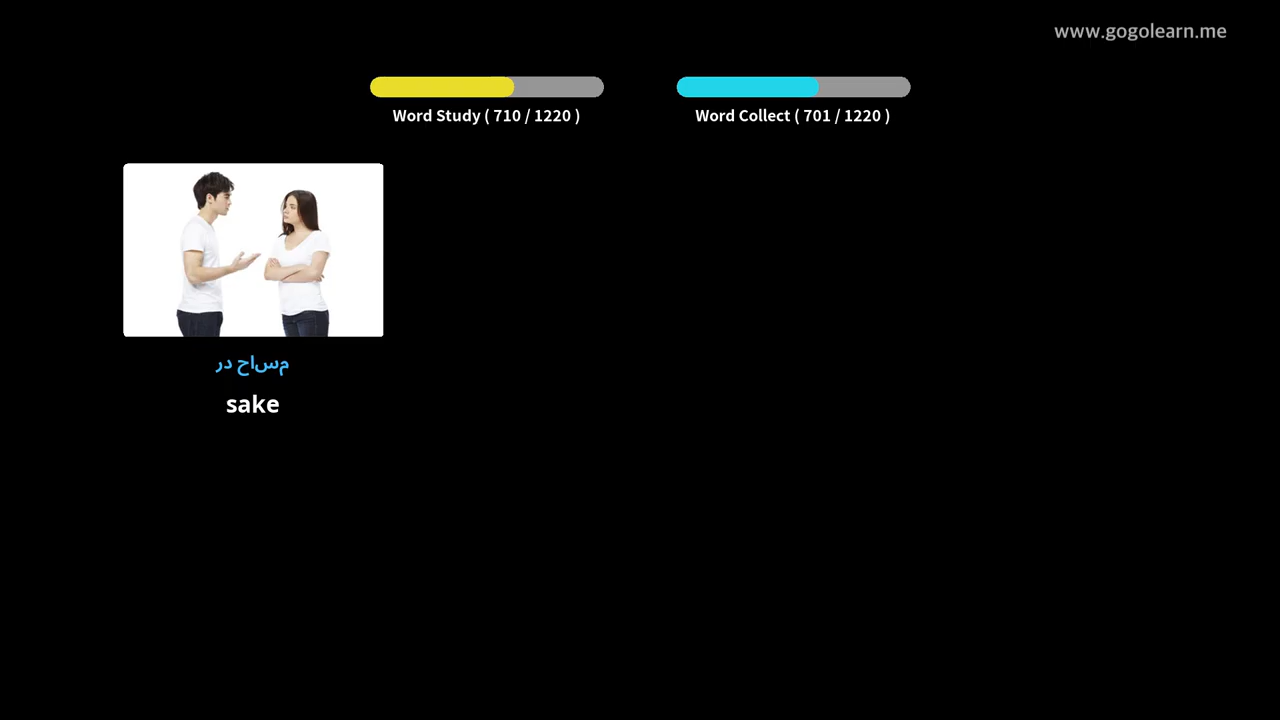 www.gogolearn.me
Word Study ( 710 / 1220 )
Word Collect ( 701 / 1220 )
مساح در
sake